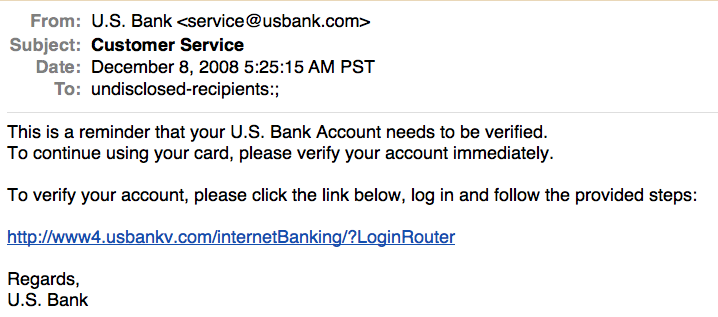 From: U.S. Bank <service@usbank.com>
Subject: Customer Service
Date: December 8, 2008 5:25:15 AM PST
To: undisclosed-recipients:;
This is a reminder that your U.S. Bank Account needs to be verified.
To continue using your card, please verify your account immediately.
To verify your account, please click the link below, log in and follow the provided steps:
http://www4.usbankv.com/internetBanking/?LoginRouter
Regards,
U.S. Bank